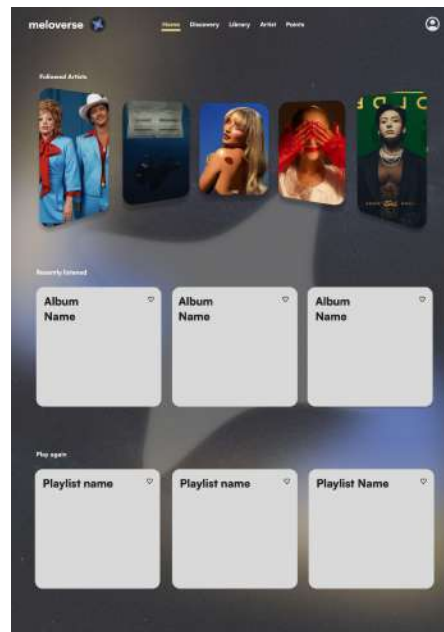 meloverse
Home Discovery Library Artist Points
Followed Artists
Recently listened
Album
Name
Album
Name
Album
Name
Play again
Playlist name
Playlist name
Playlist Name